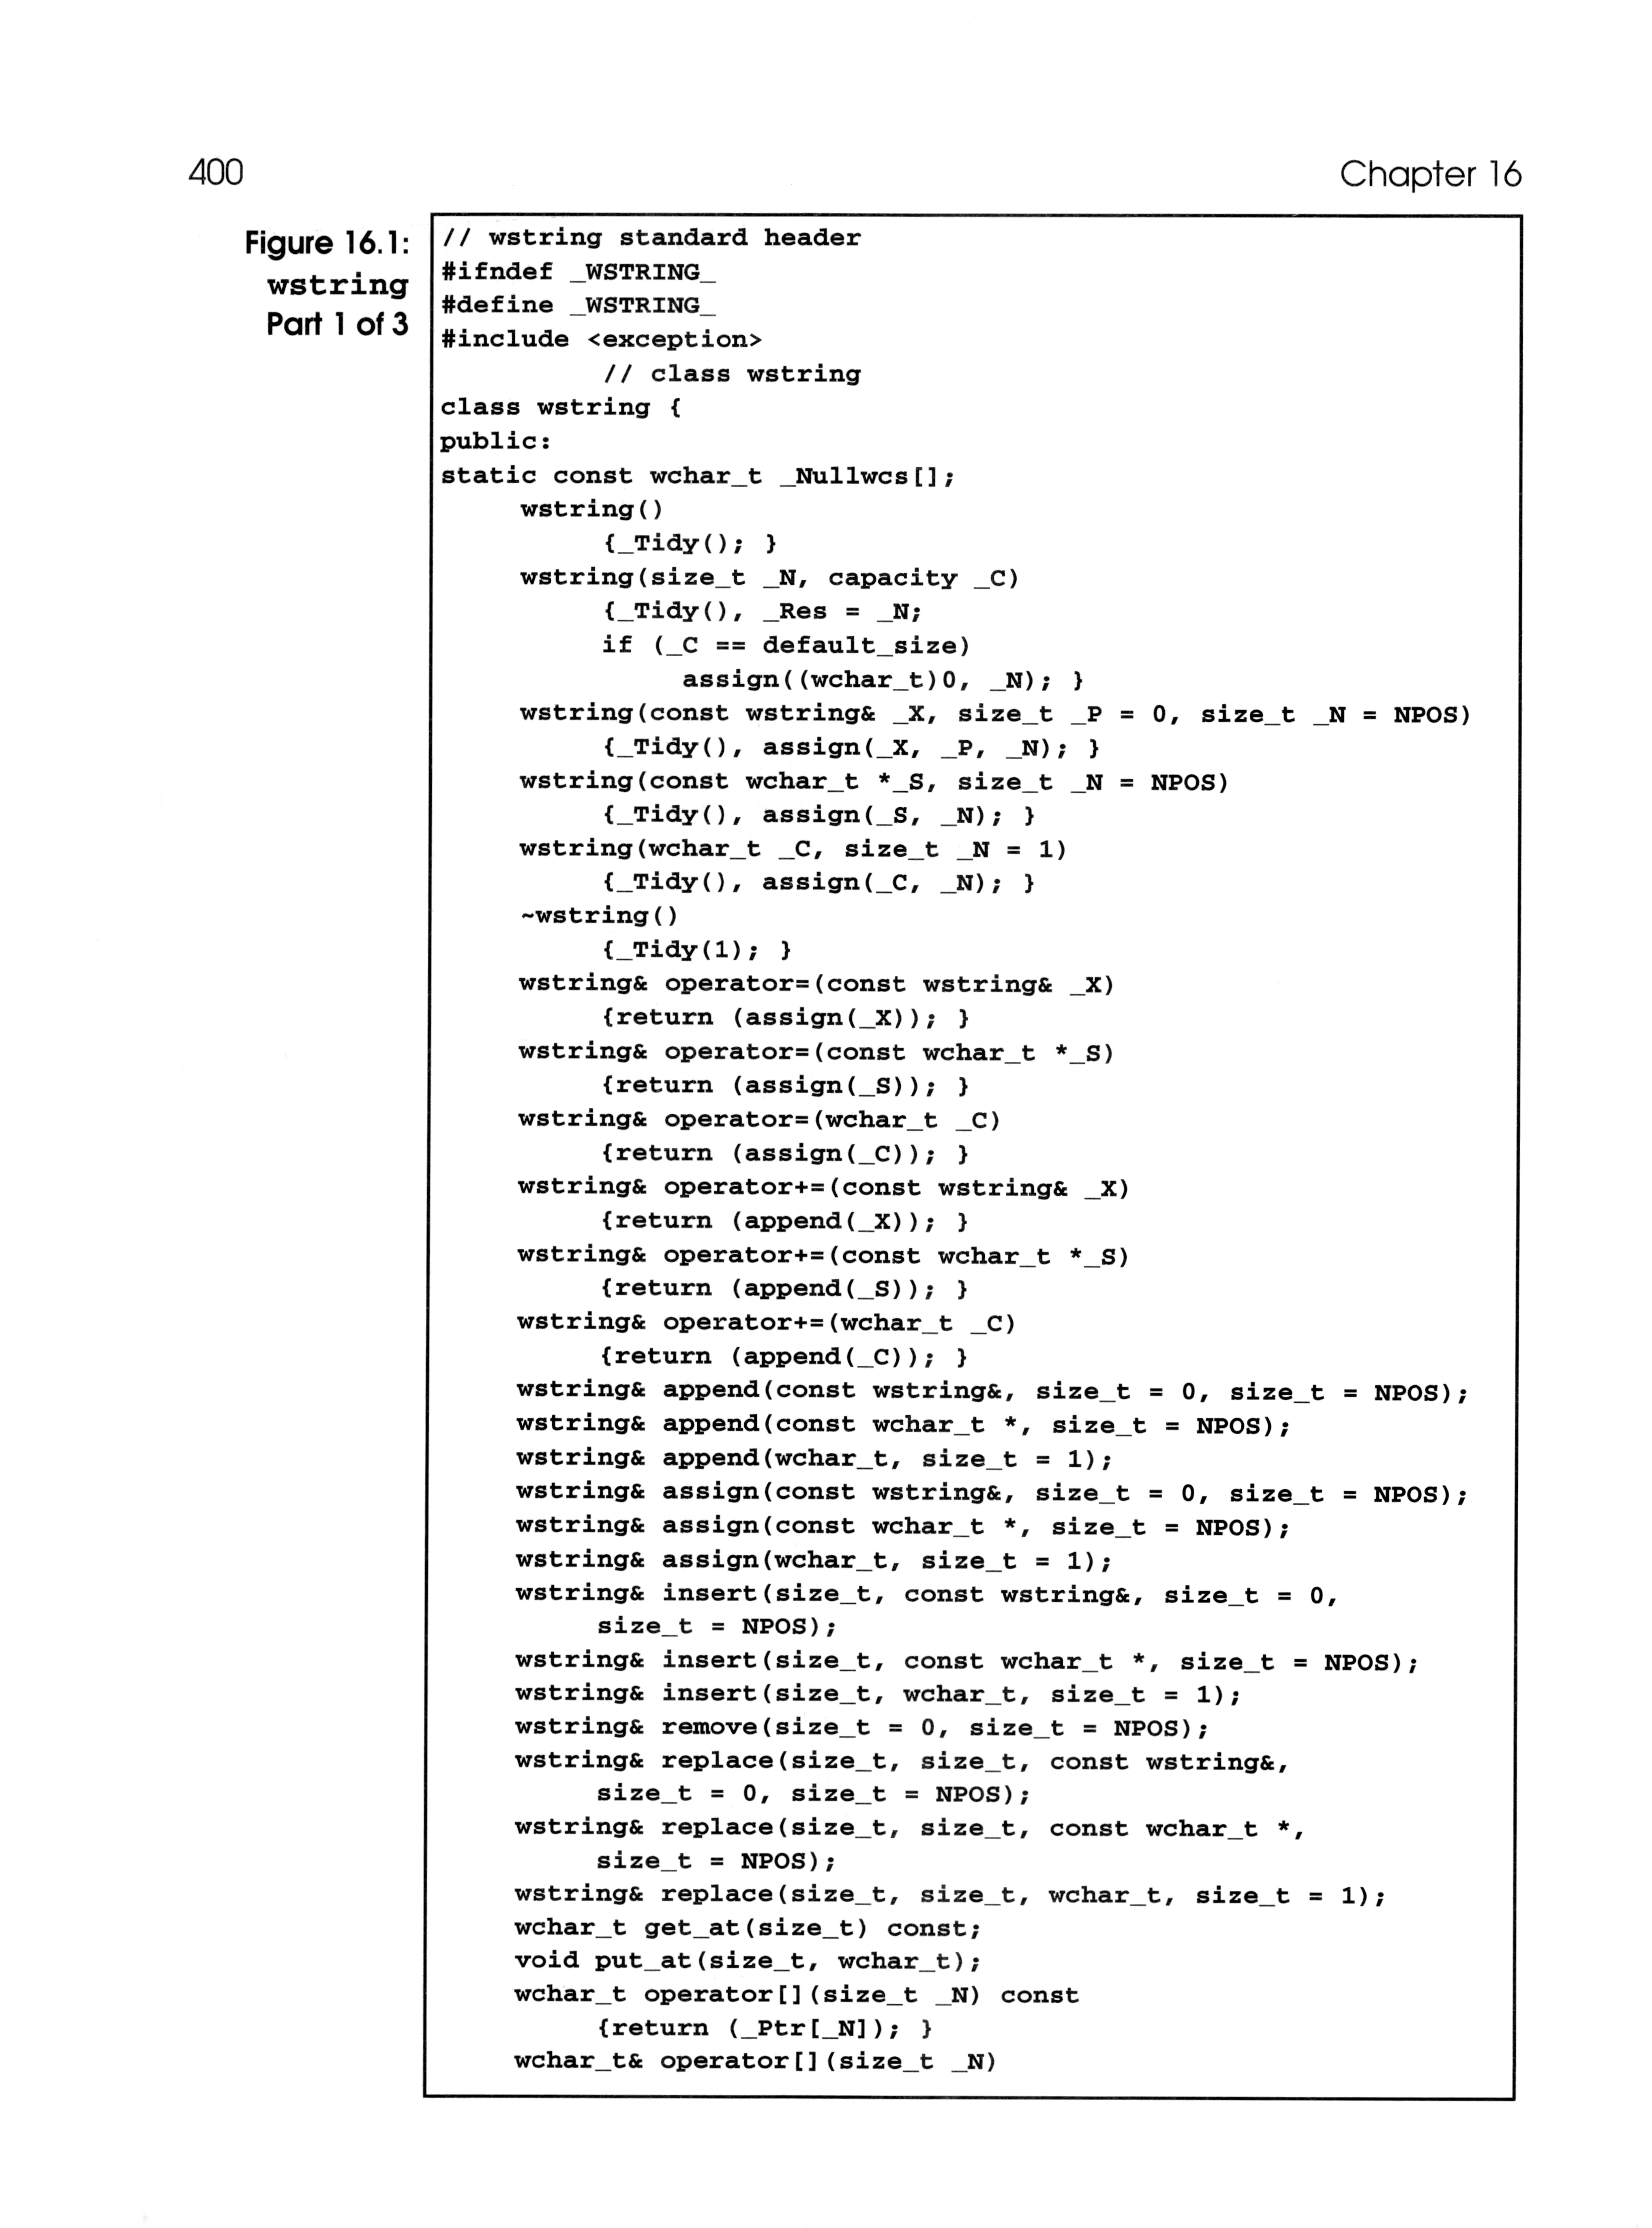 400
Chapter 16
Figure 16.1:
wstring
Part 1 of 3
// wstring standard header
#ifndef _WSTRING_
#define _WSTRING_
#include <exception>
// class wstring
class wstring {
public:
static const wchar_t _Nullwcs[];
wstring()
{_Tidy(); }
wstring(size_t _N, capacity _C)
{_Tidy(), _Res = _N;
if (_C == default_size)
assign((wchar_t)0, _N); }
wstring(const wstring& _X, size_t _P = 0, size_t _N = NPOS)
{_Tidy(), assign(_X, _P, _N); }
wstring(const wchar_t *_S, size_t _N = NPOS)
{_Tidy(), assign(_S, _N); }
wstring(wchar_t _C, size_t _N = 1)
{_Tidy(), assign(_C, _N); }
~wstring()
{_Tidy(1); }
wstring& operator=(const wstring& _X)
{return (assign(_X)); }
wstring& operator=(const wchar_t *_S)
{return (assign(_S)); }
wstring& operator=(wchar_t _C)
{return (assign(_C)); }
wstring& operator+=(const wstring& _X)
{return (append(_X)); }
wstring& operator+=(const wchar_t *_S)
{return (append(_S)); }
wstring& operator+=(wchar_t _C)
{return (append(_C)); }
wstring& append(const wstring&, size_t = 0, size_t = NPOS);
wstring& append(const wchar_t *, size_t = NPOS);
wstring& append(wchar_t, size_t = 1);
wstring& assign(const wstring&, size_t = 0, size_t = NPOS);
wstring& assign(const wchar_t *, size_t = NPOS);
wstring& assign(wchar_t, size_t = 1);
wstring& insert(size_t, const wstring&, size_t = 0,
size_t = NPOS);
wstring& insert(size_t, const wchar_t *, size_t = NPOS);
wstring& insert(size_t, wchar_t, size_t = 1);
wstring& remove(size_t = 0, size_t = NPOS);
wstring& replace(size_t, size_t, const wstring&,
size_t = 0, size_t = NPOS);
wstring& replace(size_t, size_t, const wchar_t *,
size_t = NPOS);
wstring& replace(size_t, size_t, wchar_t, size_t = 1);
wchar_t get_at(size_t) const;
void put_at(size_t, wchar_t);
wchar_t operator[](size_t _N) const
{return (_Ptr[_N]); }
wchar_t& operator[](size_t _N)